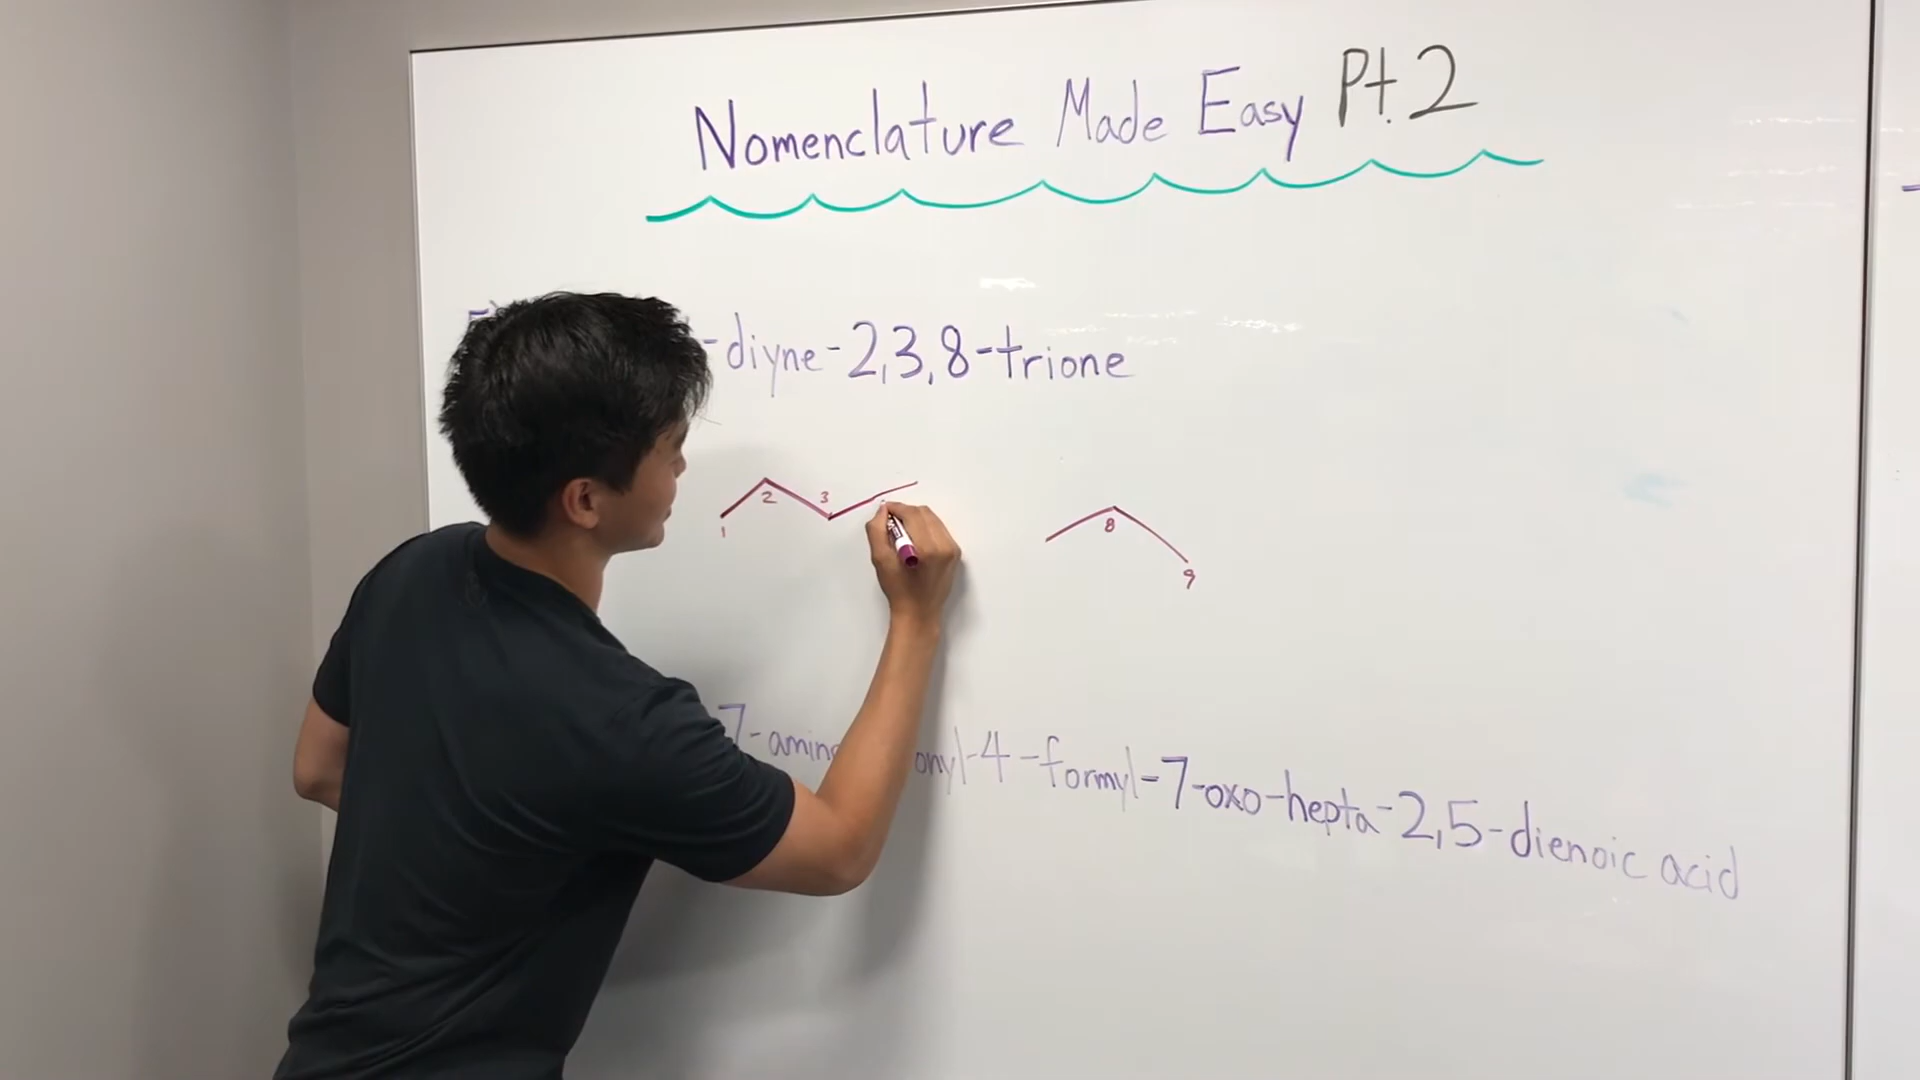 Nomenclature Made Easy Pt.2
-diyne-2,3,8-trione
1 2 3 8 9
7-amino onyl-4-formyl-7-oxo-hepta-2,5-dienoic acid